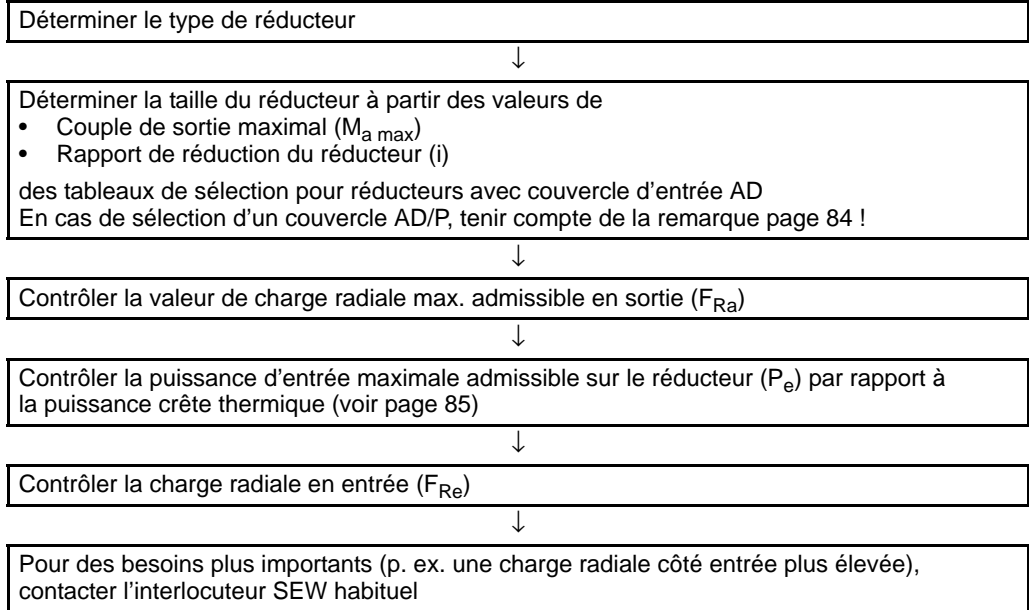 Déterminer le type de réducteur
↓
Déterminer la taille du réducteur à partir des valeurs de
• Couple de sortie maximal (Ma max)
• Rapport de réduction du réducteur (i)
des tableaux de sélection pour réducteurs avec couvercle d'entrée AD
En cas de sélection d'un couvercle AD/P, tenir compte de la remarque page 84 !
↓
Contrôler la valeur de charge radiale max. admissible en sortie (FRa)
↓
Contrôler la puissance d'entrée maximale admissible sur le réducteur (Pe) par rapport à
la puissance crête thermique (voir page 85)
↓
Contrôler la charge radiale en entrée (FRe)
↓
Pour des besoins plus importants (p. ex. une charge radiale côté entrée plus élevée),
contacter l'interlocuteur SEW habituel